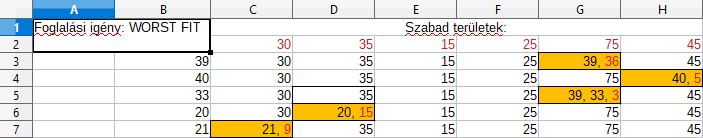 A B C D E F G H
1 Foglalási igény: WORST FIT Szabad területek:
2 30 35 15 25 75 45
3 39 30 35 15 25 39, 36 45
4 40 30 35 15 25 75 40, 5
5 33 30 35 15 25 39, 33, 3 45
6 20 30 20, 15 15 25 75 45
7 21 21, 9 35 15 25 75 45